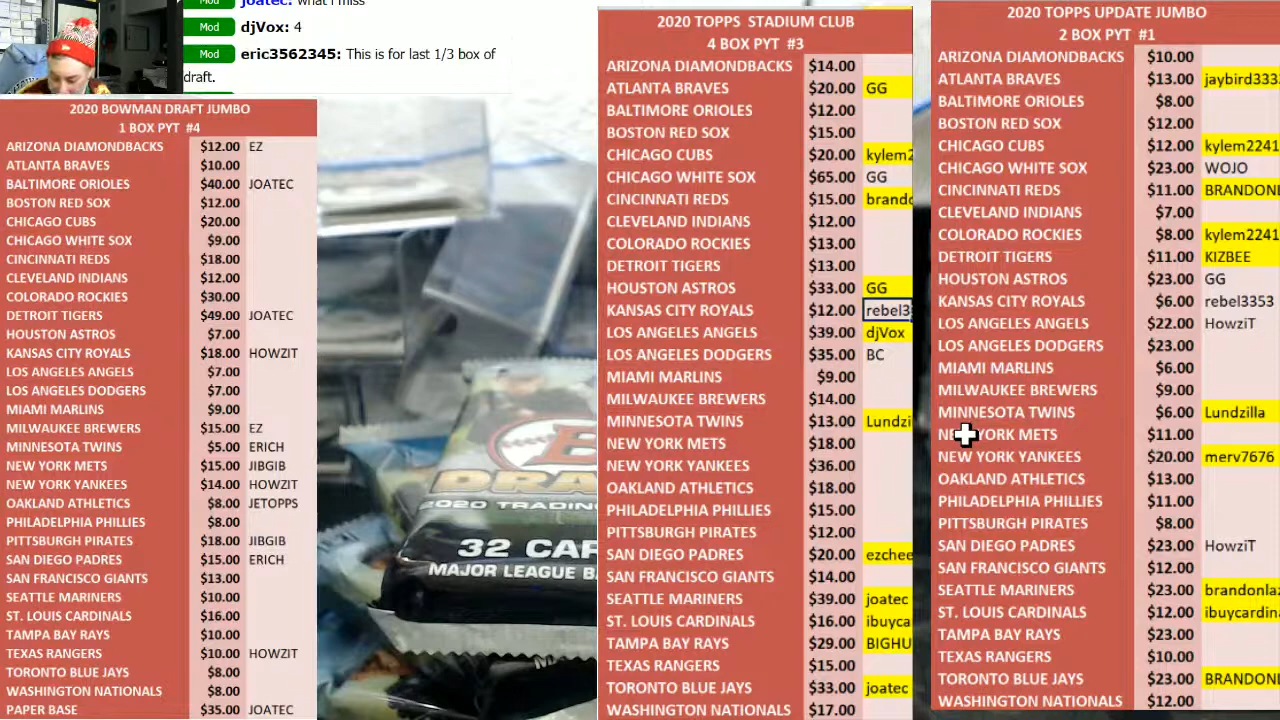 joatec: what i miss
Mod djVox: 4
Mod eric3562345: This is for last 1/3 box of
draft.
2020 BOWMAN DRAFT JUMBO
1 BOX PYT #4
ARIZONA DIAMONDBACKS $12.00 EZ
ATLANTA BRAVES $10.00
BALTIMORE ORIOLES $40.00 JOATEC
BOSTON RED SOX $12.00
CHICAGO CUBS $20.00
CHICAGO WHITE SOX $9.00
CINCINNATI REDS $18.00
CLEVELAND INDIANS $12.00
COLORADO ROCKIES $30.00
DETROIT TIGERS $49.00 JOATEC
HOUSTON ASTROS $7.00
KANSAS CITY ROYALS $18.00 HOWZIT
LOS ANGELES ANGELS $7.00
LOS ANGELES DODGERS $7.00
MIAMI MARLINS $9.00
MILWAUKEE BREWERS $15.00 EZ
MINNESOTA TWINS $5.00 ERICH
NEW YORK METS $15.00 JIBGIB
NEW YORK YANKEES $14.00 HOWZIT
OAKLAND ATHLETICS $8.00 JETOPPS
PHILADELPHIA PHILLIES $8.00
PITTSBURGH PIRATES $18.00 JIBGIB
SAN DIEGO PADRES $15.00 ERICH
SAN FRANCISCO GIANTS $13.00
SEATTLE MARINERS $10.00
ST. LOUIS CARDINALS $16.00
TAMPA BAY RAYS $10.00
TEXAS RANGERS $10.00 HOWZIT
TORONTO BLUE JAYS $8.00
WASHINGTON NATIONALS $8.00
PAPER BASE $35.00 JOATEC
32 CAR
MAJOR LEAGUE B
2020 TOPPS STADIUM CLUB
4 BOX PYT #3
ARIZONA DIAMONDBACKS $14.00
ATLANTA BRAVES $20.00 GG
BALTIMORE ORIOLES $12.00
BOSTON RED SOX $15.00
CHICAGO CUBS $20.00 kylem2
CHICAGO WHITE SOX $65.00 GG
CINCINNATI REDS $15.00 brando
CLEVELAND INDIANS $12.00
COLORADO ROCKIES $13.00
DETROIT TIGERS $13.00
HOUSTON ASTROS $33.00 GG
KANSAS CITY ROYALS $12.00 rebel3
LOS ANGELES ANGELS $39.00 djVox
LOS ANGELES DODGERS $35.00 BC
MIAMI MARLINS $9.00
MILWAUKEE BREWERS $14.00
MINNESOTA TWINS $13.00 Lundzi
NEW YORK METS $18.00
NEW YORK YANKEES $36.00
OAKLAND ATHLETICS $18.00
PHILADELPHIA PHILLIES $15.00
PITTSBURGH PIRATES $12.00
SAN DIEGO PADRES $20.00 ezchee
SAN FRANCISCO GIANTS $14.00
SEATTLE MARINERS $39.00 joatec
ST. LOUIS CARDINALS $16.00 ibuyca
TAMPA BAY RAYS $29.00 BIGHU
TEXAS RANGERS $15.00
TORONTO BLUE JAYS $33.00 joatec
WASHINGTON NATIONALS $17.00
2020 TOPPS UPDATE JUMBO
2 BOX PYT #1
ARIZONA DIAMONDBACKS $10.00
ATLANTA BRAVES $13.00 jaybird333
BALTIMORE ORIOLES $8.00
BOSTON RED SOX $12.00
CHICAGO CUBS $12.00 kylem2241
CHICAGO WHITE SOX $23.00 WOJO
CINCINNATI REDS $11.00 BRANDON
CLEVELAND INDIANS $7.00
COLORADO ROCKIES $8.00 kylem2241
DETROIT TIGERS $11.00 KIZBEE
HOUSTON ASTROS $23.00 GG
KANSAS CITY ROYALS $6.00 rebel3353
LOS ANGELES ANGELS $22.00 HowziT
LOS ANGELES DODGERS $23.00
MIAMI MARLINS $6.00
MILWAUKEE BREWERS $9.00
MINNESOTA TWINS $6.00 Lundzilla
NEW YORK METS $11.00
NEW YORK YANKEES $20.00 merv7676
OAKLAND ATHLETICS $13.00
PHILADELPHIA PHILLIES $11.00
PITTSBURGH PIRATES $8.00
SAN DIEGO PADRES $23.00 HowziT
SAN FRANCISCO GIANTS $12.00
SEATTLE MARINERS $23.00 brandonlaz
ST. LOUIS CARDINALS $12.00 ibuycardin
TAMPA BAY RAYS $23.00
TEXAS RANGERS $10.00
TORONTO BLUE JAYS $23.00 BRANDON
WASHINGTON NATIONALS $12.00